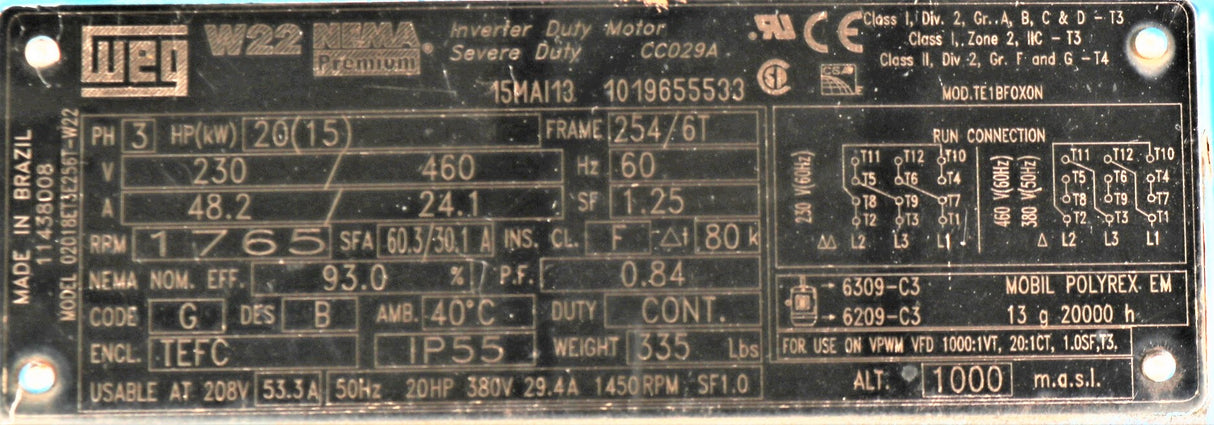 MADE IN BRAZIL
11438008
MODEL 02018ET3E256T-W22
weg W22 NEMA Premium®
Inverter Duty Motor
Severe Duty CC029A
Class I, Div. 2, Gr. A, B, C & D - T3
Class I, Zone 2, IIC - T3
Class II, Div 2, Gr. F and G - T4
15MAI13 1019655533
MOD.TE1BFOXON
PH 3 HP(kW) 20(15) FRAME 254/6T
V 230 / 460 Hz 60
A 48.2 / 24.1 SF 1.25
RPM 1765 SFA 60.3/30.1 A INS. CL. F Δt 80 K
NEMA NOM. EFF. 93.0 % P.F. 0.84
CODE G DES B AMB. 40°C DUTY CONT.
ENCL. TEFC IP55 WEIGHT 335 Lbs
USABLE AT 208V 53.3A 50Hz 20HP 380V 29.4A 1450RPM SF1.0
RUN CONNECTION
230 V(60Hz)
T11 T12 T10
T5 T6 T4
T8 T9 T7
T2 T3 T1
ΔΔ L2 L3 L1
460 V(60Hz)
380 V(50Hz)
T11 T12 T10
T5 T6 T4
T8 T9 T7
T2 T3 T1
Δ L2 L3 L1
→ 6309-C3 MOBIL POLYREX EM
→ 6209-C3 13 g 20000 h
FOR USE ON VPWM VFD 1000:1VT, 20:1CT, 1.0SF,T3,
ALT. 1000 m.a.s.l.